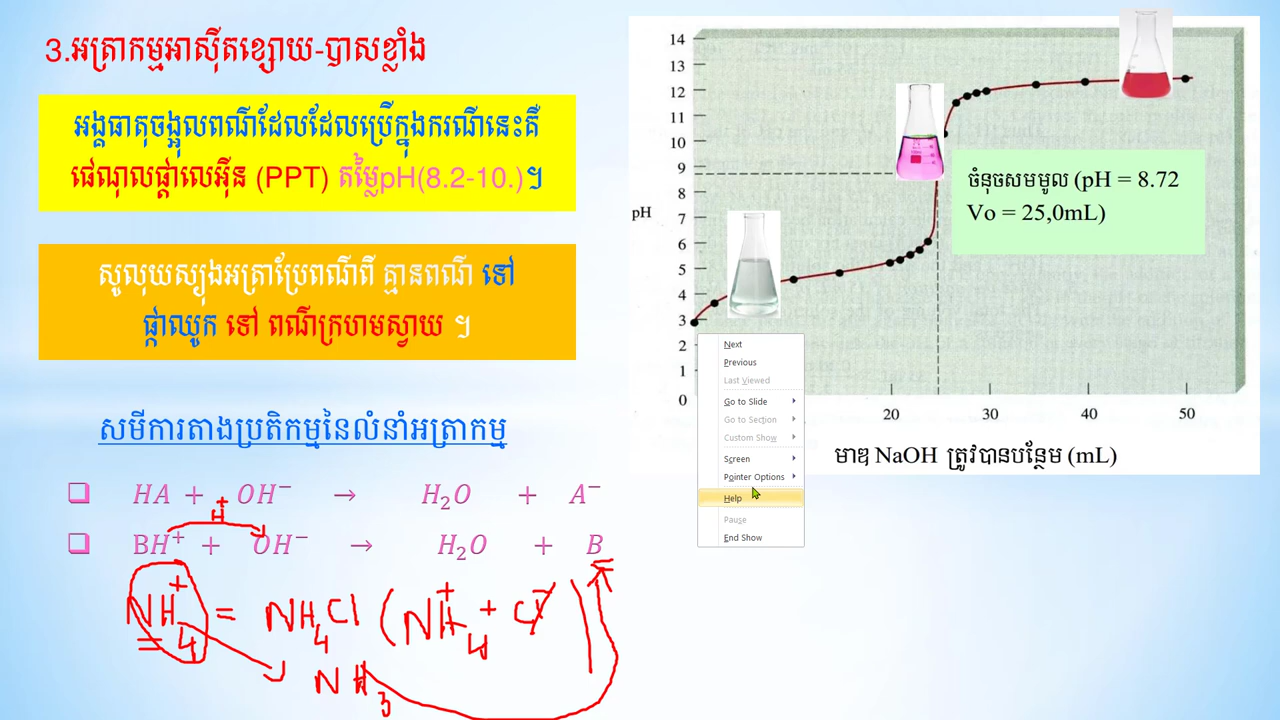 3.អត្រាកម្មអាស៊ីតខ្សោយ-បាសខ្លាំង
អង្គធាតុចង្អុលពណ៌ដែលដែលប្រើក្នុងករណីនេះគឺ
ផេណុលផ្តាលេអ៊ីន (PPT) តម្លៃpH(8.2-10.)។
សូលុយស្យុងអត្រាប្រែពណ៌ពី គ្មានពណ៌ ទៅ
ផ្កាឈូក ទៅ ពណ៌ក្រហមស្វាយ ។
សមីការតាងប្រតិកម្មនៃលំនាំអត្រាកម្ម
HA + OH⁻ → H₂O + A⁻
H⁺
BH⁺ + OH⁻ → H₂O + B
NH₄⁺ = NH₄Cl (NH₄⁺ + Cl⁻)
NH₃
14
13
12
11
10
9
8
pH
7
6
5
4
3
2
1
0
20 30 40 50
មាឌ NaOH ត្រូវបានបន្ថែម (mL)
ចំនុចសមមូល (pH = 8.72
Vo = 25,0mL)
Next
Previous
Last Viewed
Go to Slide
Go to Section
Custom Show
Screen
Pointer Options
Help
Pause
End Show